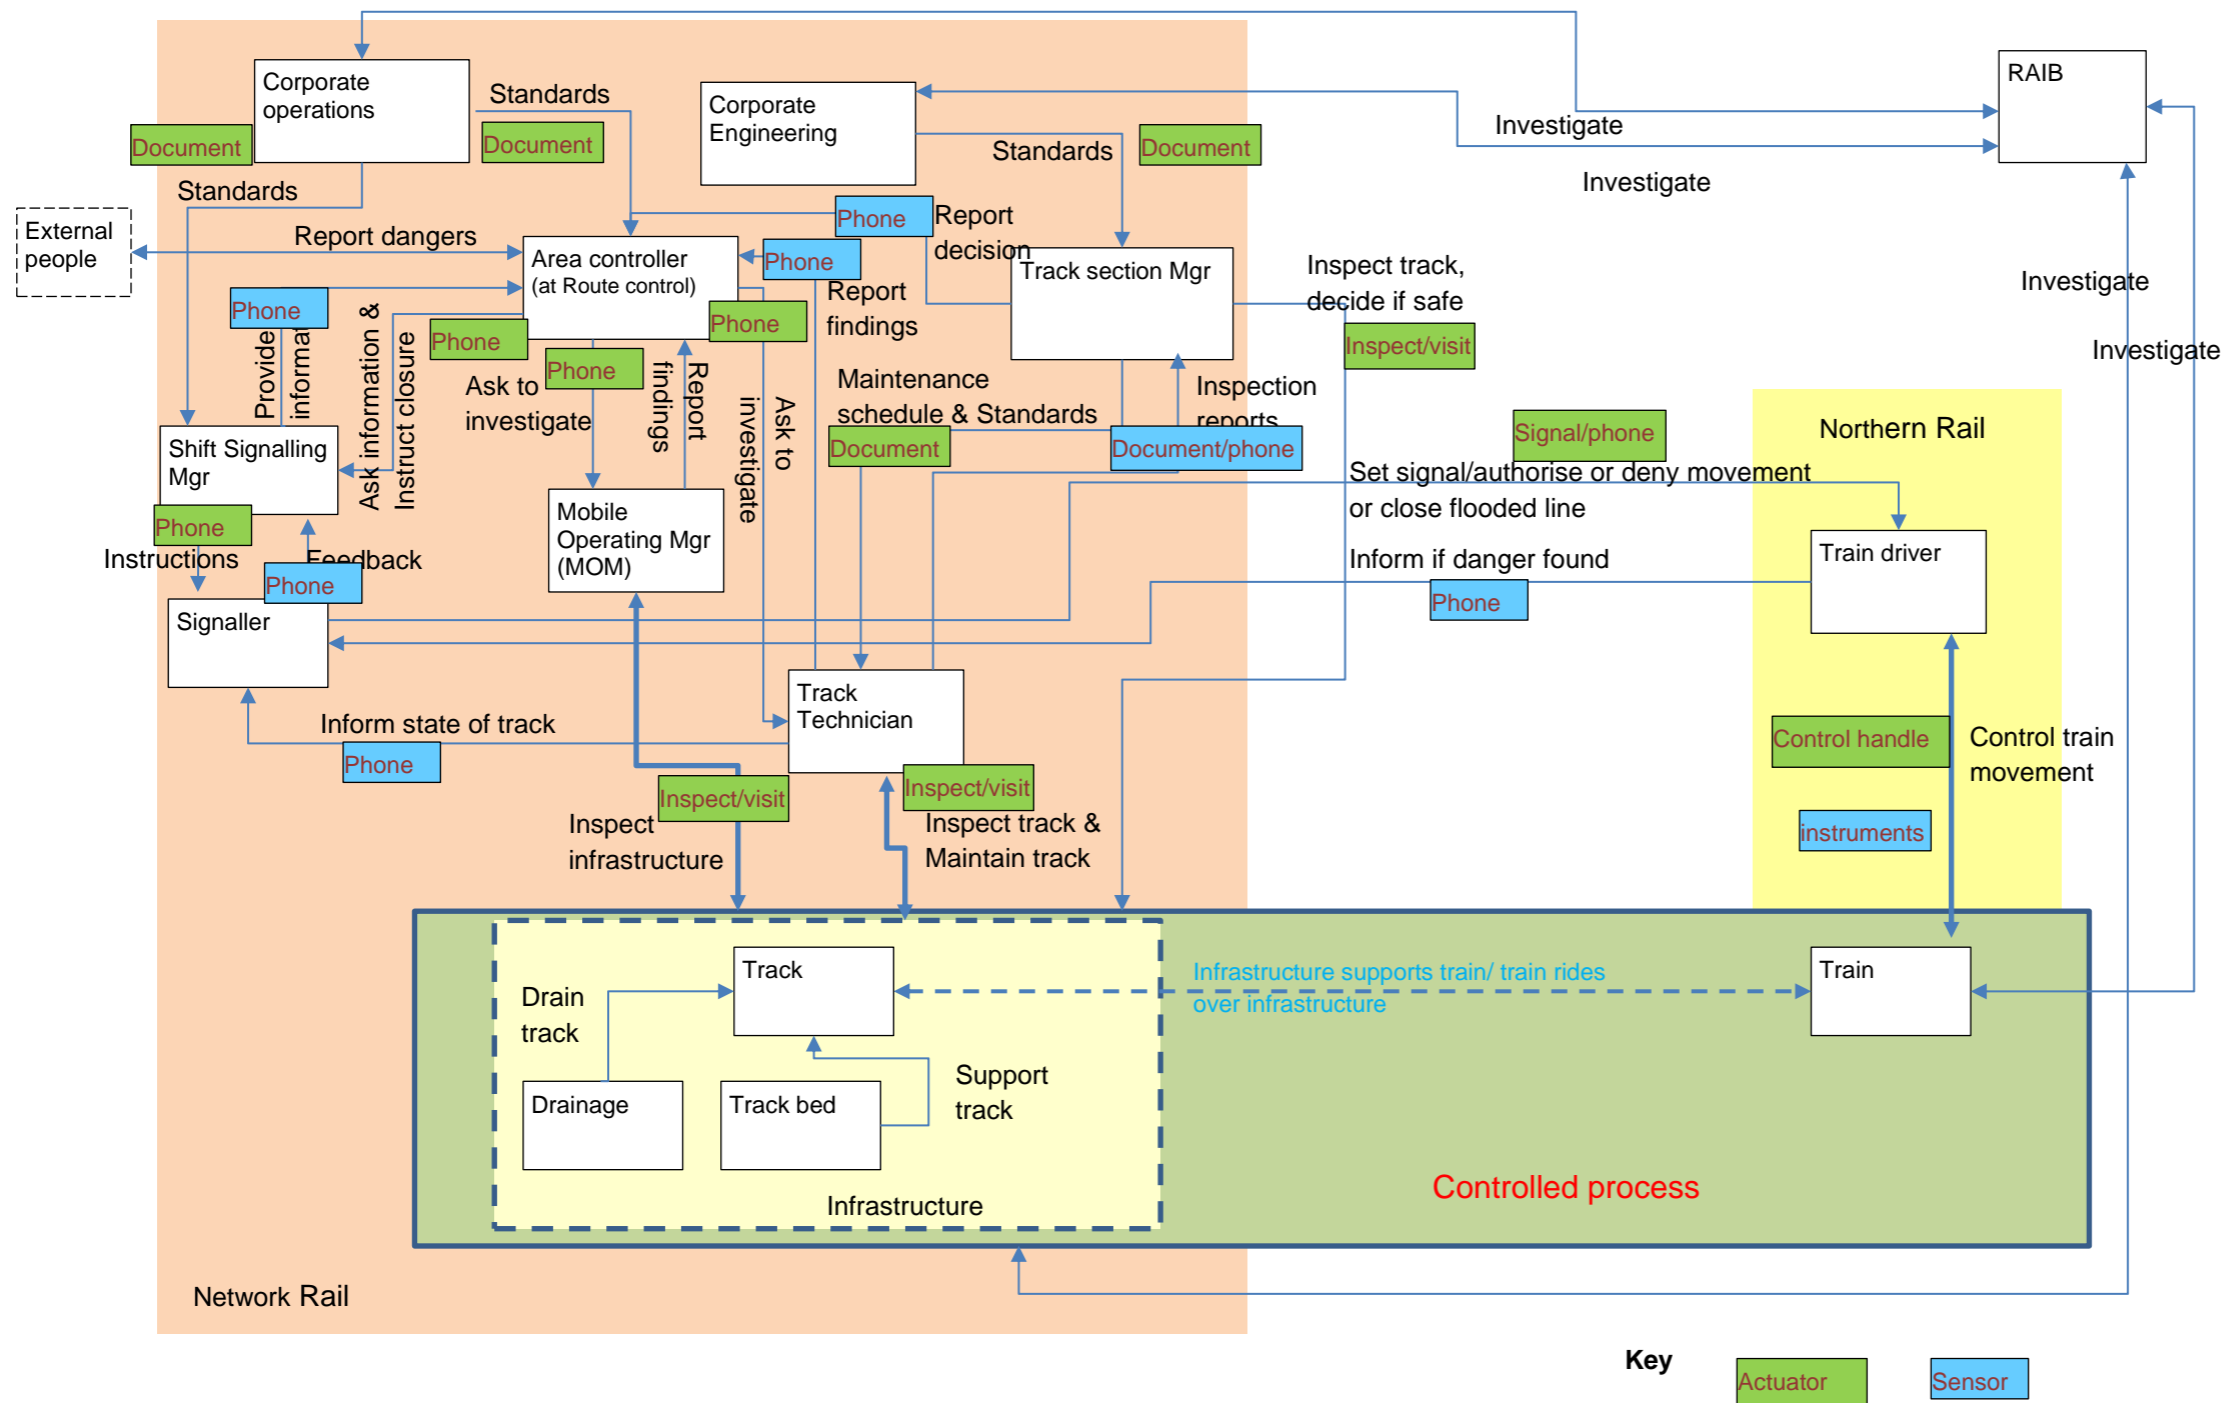 Corporate
operations
Standards
Document
Document
Corporate
Engineering
Standards
Document
Investigate
Investigate
RAIB
Standards
External
people
Report dangers
Phone
Report
decision
Area controller
(at Route control)
Phone
Report
findings
Track section Mgr
Inspect track,
decide if safe
Inspect/visit
Investigate
Investigate
Phone
Provide
informat
Ask information &
Instruct closure
Phone
Phone
Phone
Ask to
investigate
Report
findings
Ask to
investigate
Maintenance
schedule & Standards
Document
Inspection
reports
Document/phone
Signal/phone
Northern Rail
Set signal/authorise or deny movement
or close flooded line
Shift Signalling
Mgr
Phone
Instructions
Feedback
Phone
Mobile
Operating Mgr
(MOM)
Inform if danger found
Phone
Train driver
Signaller
Track
Technician
Inform state of track
Phone
Inspect/visit
Inspect
infrastructure
Inspect/visit
Inspect track &
Maintain track
Control handle
Control train
movement
instruments
Track
Drain
track
Infrastructure supports train/ train rides
over infrastructure
Train
Drainage
Track bed
Support
track
Infrastructure
Controlled process
Network Rail
Key
Actuator
Sensor